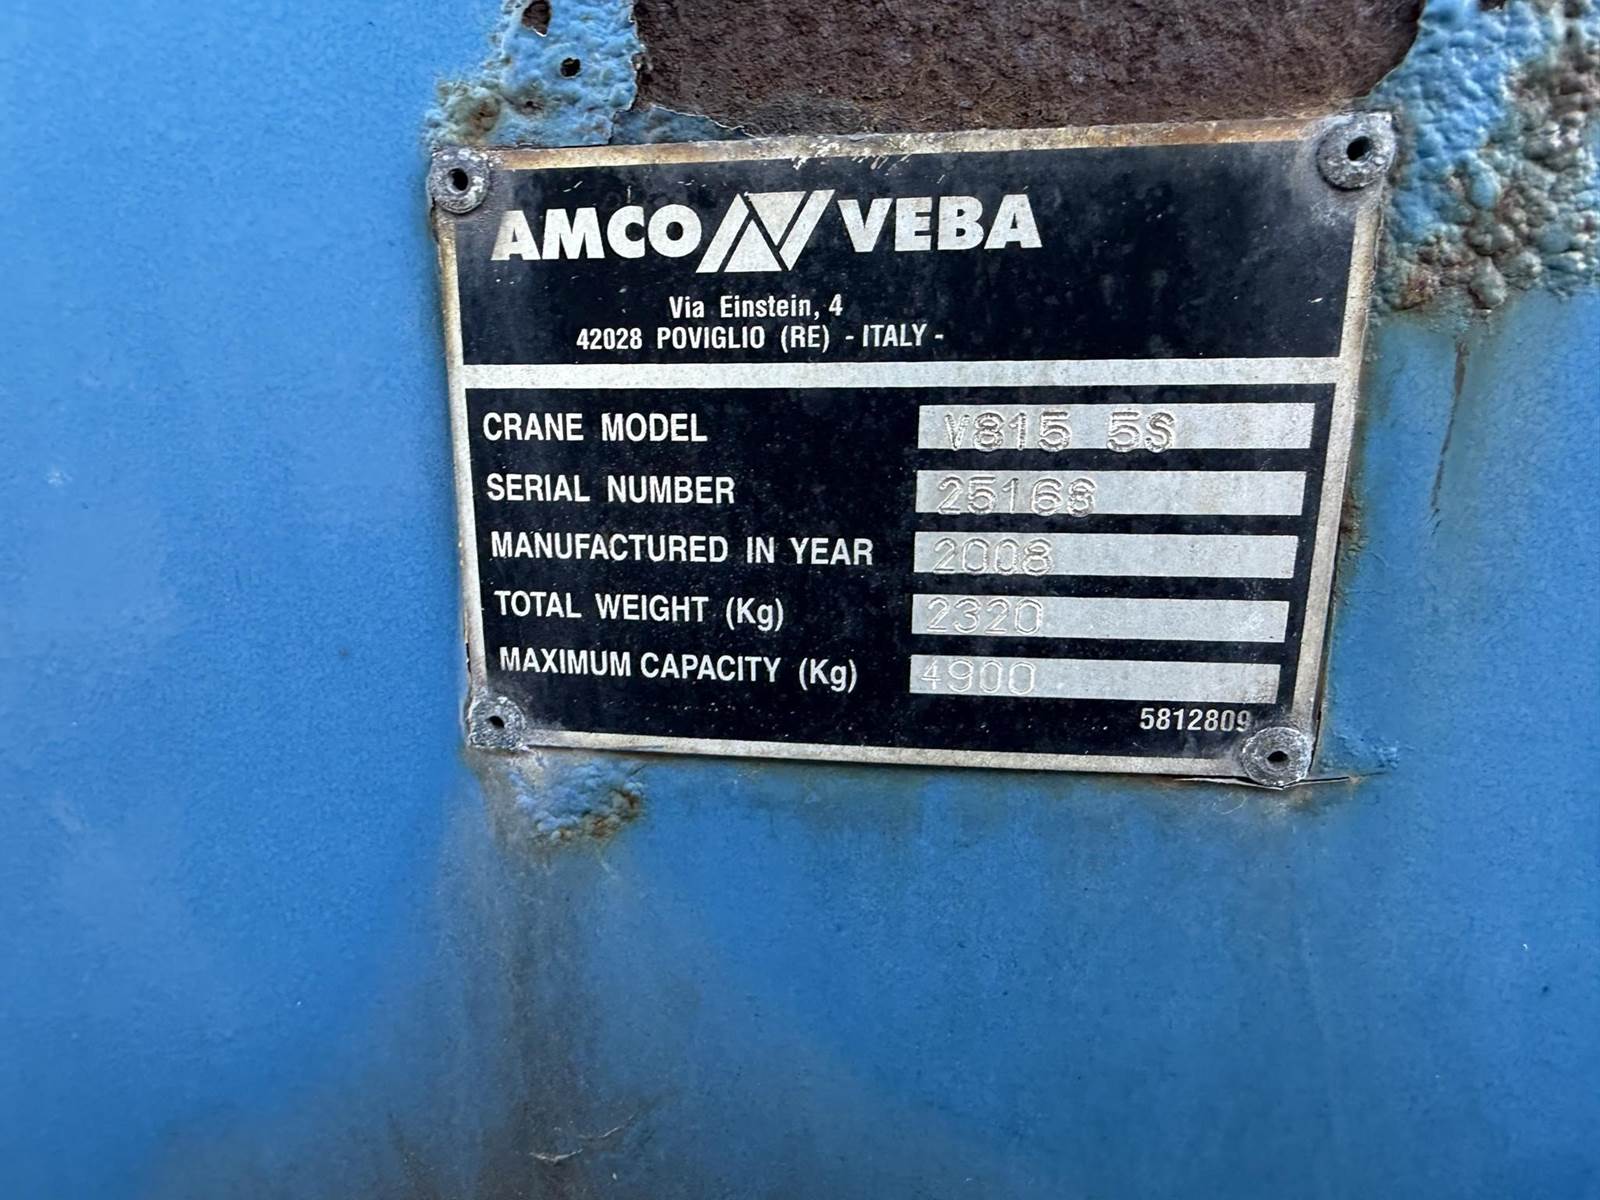 AMCO VEBA
Via Einstein, 4
42028 POVIGLIO (RE) - ITALY -
CRANE MODEL V815 5S
SERIAL NUMBER
MANUFACTURED IN YEAR 2008
TOTAL WEIGHT (Kg) 2320
MAXIMUM CAPACITY (Kg) 4900
5812809